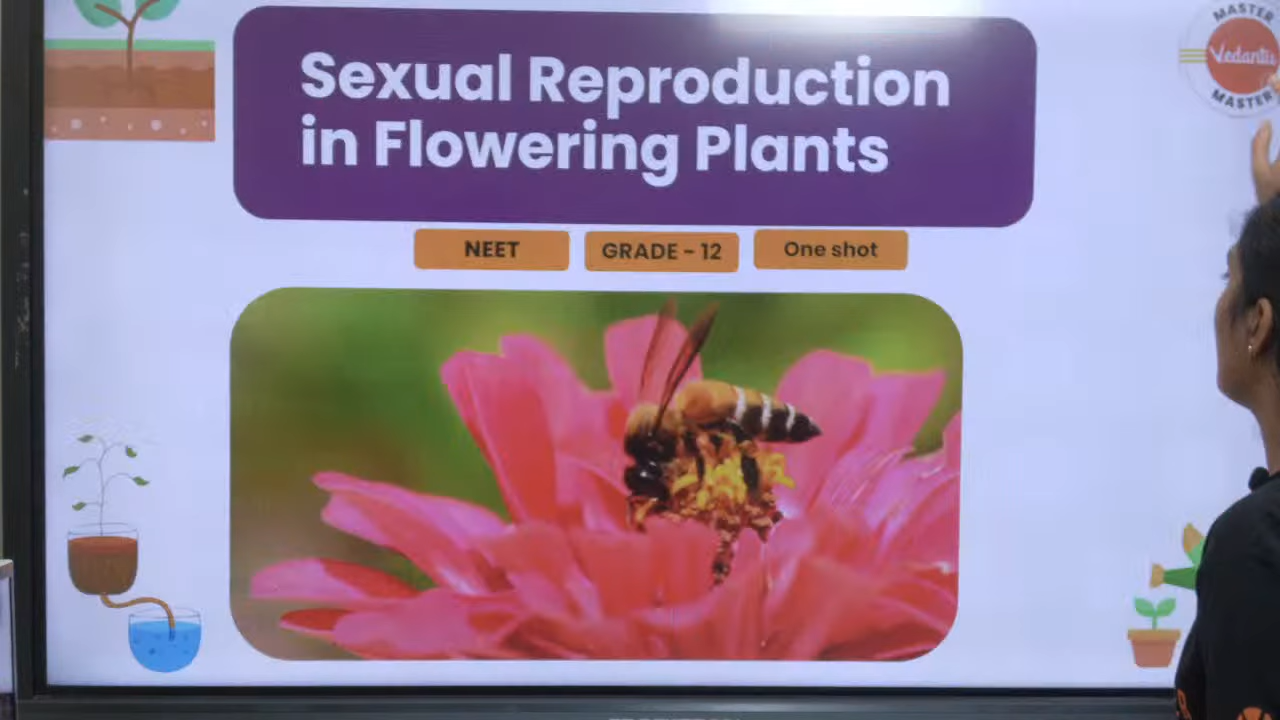 Sexual Reproduction
in Flowering Plants
NEET
GRADE - 12
One shot
MASTER
Vedantu
MASTER